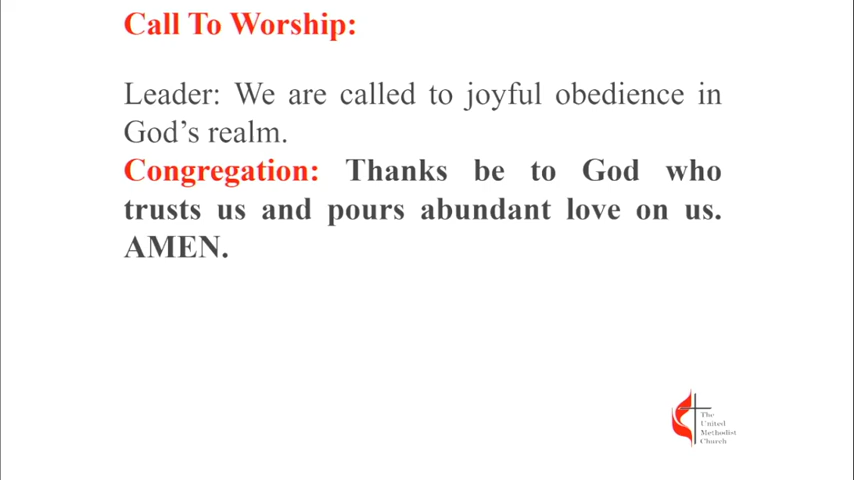 Call To Worship:
Leader: We are called to joyful obedience in
God’s realm.
Congregation: Thanks be to God who
trusts us and pours abundant love on us.
AMEN.
The
United
Methodist
Church